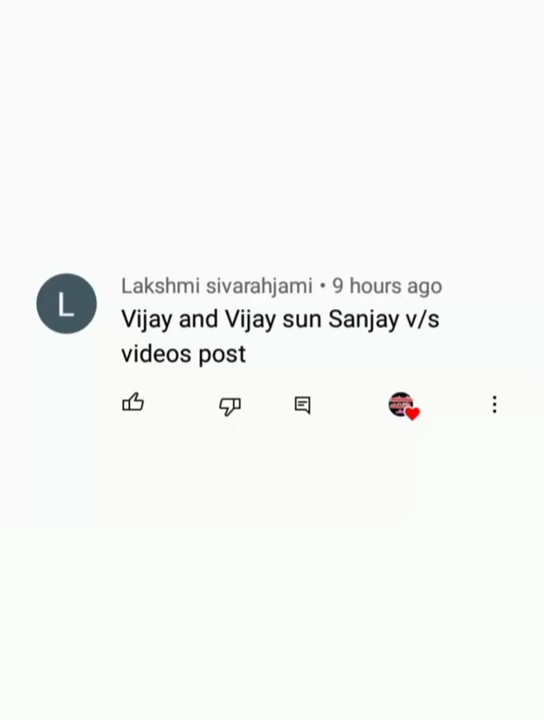 L
Lakshmi sivarahjami • 9 hours ago
Vijay and Vijay sun Sanjay v/s
videos post